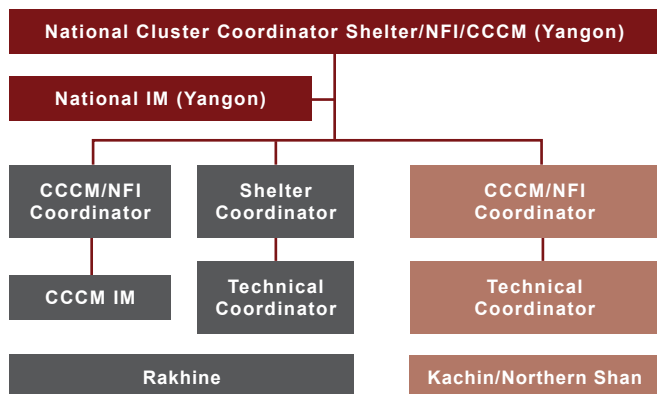 National Cluster Coordinator Shelter/NFI/CCCM (Yangon)
National IM (Yangon)
CCCM/NFI
Coordinator
Shelter
Coordinator
CCCM/NFI
Coordinator
CCCM IM
Technical
Coordinator
Technical
Coordinator
Rakhine
Kachin/Northern Shan